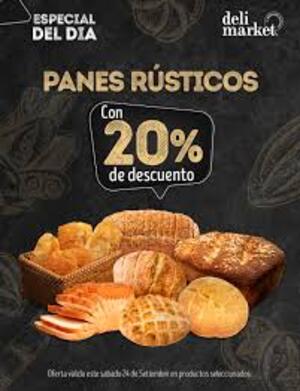 ESPECIAL
DEL DIA
deli
market
PANES RÚSTICOS
Con
20%
de descuento
Oferta válida este sábado 24 de Setiembre en productos seleccionados